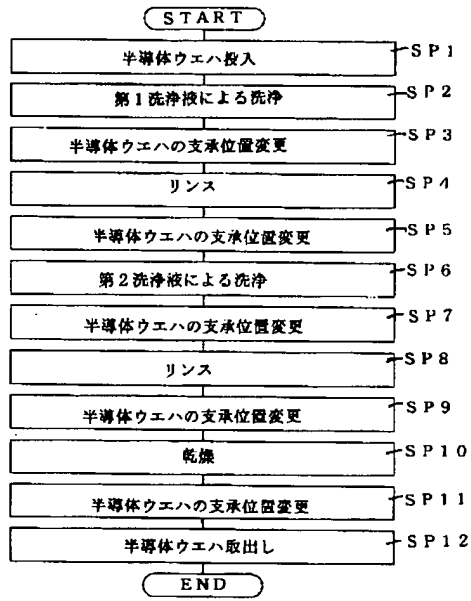 START
半導体ウエハ投入 SP1
第1洗浄液による洗浄 SP2
半導体ウエハの支承位置変更 SP3
リンス SP4
半導体ウエハの支承位置変更 SP5
第2洗浄液による洗浄 SP6
半導体ウエハの支承位置変更 SP7
リンス SP8
半導体ウエハの支承位置変更 SP9
乾燥 SP10
半導体ウエハの支承位置変更 SP11
半導体ウエハ取出し SP12
END